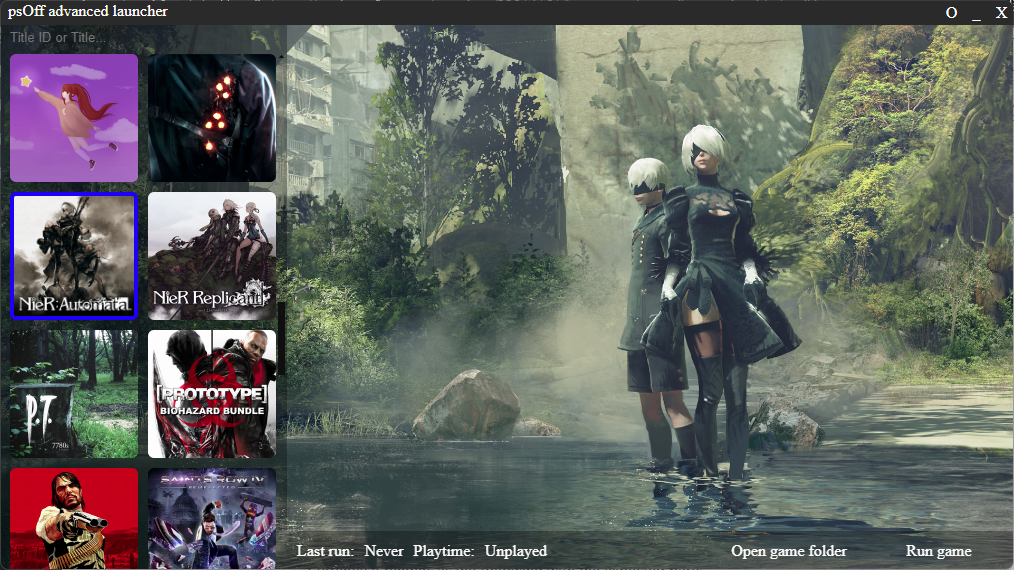 psOff advanced launcher
O _ X
Title ID or Title...
NieR:Automata
NieR Replicant
P.T.
7780s
[PROTOTYPE]
BIOHAZARD BUNDLE
SAINTS ROW IV
Last run: Never Playtime: Unplayed
Open game folder
Run game